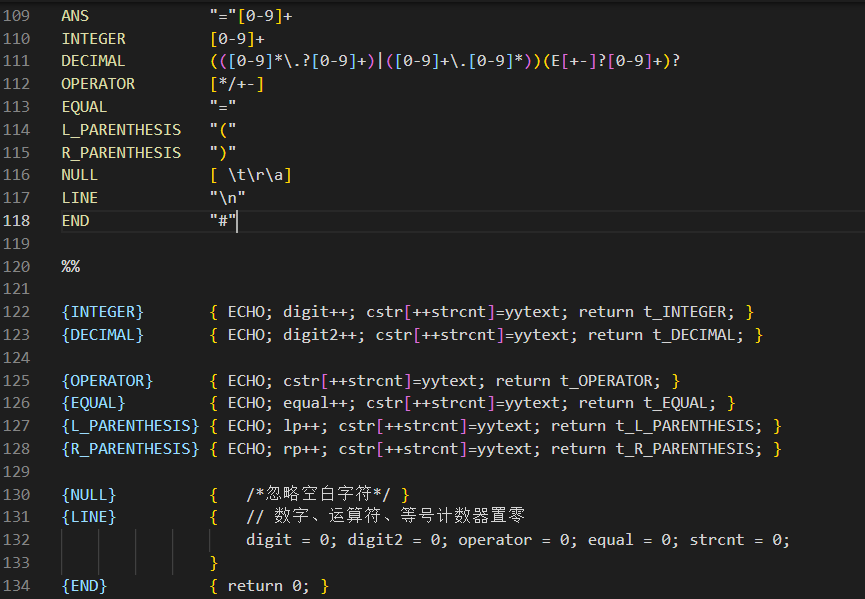 109 ANS "="[0-9]+
110 INTEGER [0-9]+
111 DECIMAL (([0-9]*\.?[0-9]+)|([0-9]+\.[0-9]*))(E[+-]?[0-9]+)?
112 OPERATOR [*/+-]
113 EQUAL "="
114 L_PARENTHESIS "("
115 R_PARENTHESIS ")"
116 NULL [ \t\r\a]
117 LINE "\n"
118 END "#"
119
120 %%
121
122 {INTEGER} { ECHO; digit++; cstr[++strcnt]=yytext; return t_INTEGER; }
123 {DECIMAL} { ECHO; digit2++; cstr[++strcnt]=yytext; return t_DECIMAL; }
124
125 {OPERATOR} { ECHO; cstr[++strcnt]=yytext; return t_OPERATOR; }
126 {EQUAL} { ECHO; equal++; cstr[++strcnt]=yytext; return t_EQUAL; }
127 {L_PARENTHESIS} { ECHO; lp++; cstr[++strcnt]=yytext; return t_L_PARENTHESIS; }
128 {R_PARENTHESIS} { ECHO; rp++; cstr[++strcnt]=yytext; return t_R_PARENTHESIS; }
129
130 {NULL} { /*忽略空白字符*/ }
131 {LINE} { // 数字、运算符、等号计数器置零
132 digit = 0; digit2 = 0; operator = 0; equal = 0; strcnt = 0;
133 }
134 {END} { return 0; }